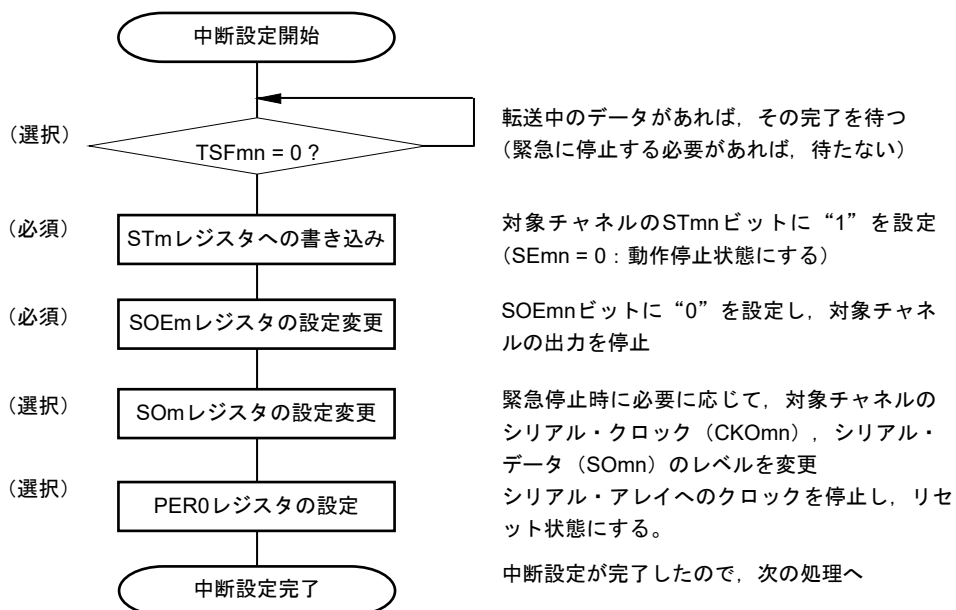 中断設定開始
(選択)
TSFmn = 0 ?
転送中のデータがあれば，その完了を待つ
（緊急に停止する必要があれば，待たない）
(必須)
STmレジスタへの書き込み
対象チャネルのSTmnビットに“1”を設定
（SEmn = 0：動作停止状態にする）
(必須)
SOEmレジスタの設定変更
SOEmnビットに“0”を設定し，対象チャネ
ルの出力を停止
(選択)
SOmレジスタの設定変更
緊急停止時に必要に応じて，対象チャネルの
シリアル・クロック（CKOmn），シリアル・
データ（SOmn）のレベルを変更
(選択)
PER0レジスタの設定
シリアル・アレイへのクロックを停止し，リセ
ット状態にする。
中断設定完了
中断設定が完了したので，次の処理へ